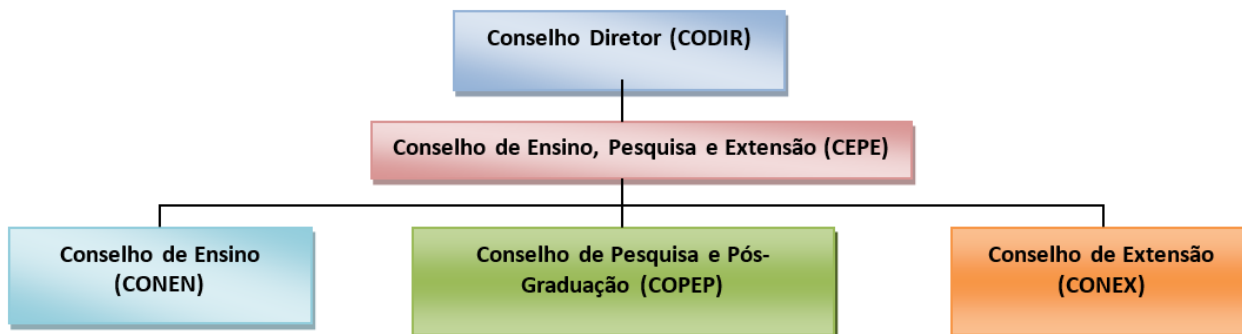 Conselho Diretor (CODIR)
Conselho de Ensino, Pesquisa e Extensão (CEPE)
Conselho de Ensino
(CONEN)
Conselho de Pesquisa e Pós-
Graduação (COPEP)
Conselho de Extensão
(CONEX)